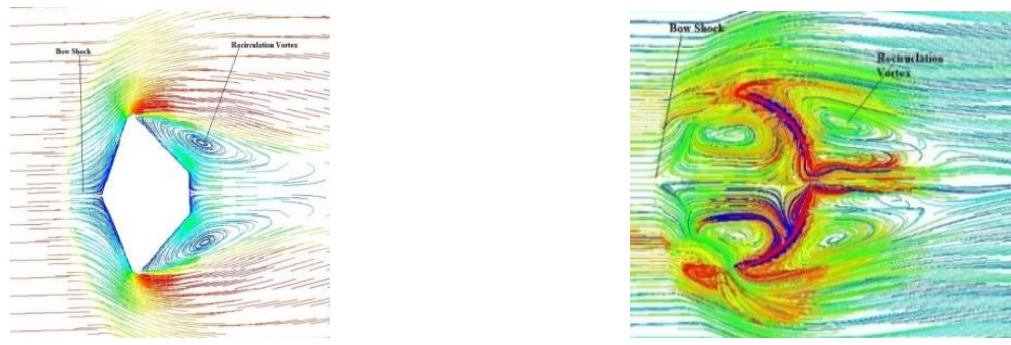 Bow Shock
Recirculation Vortex
Bow Shock
Recirculation
Vortex